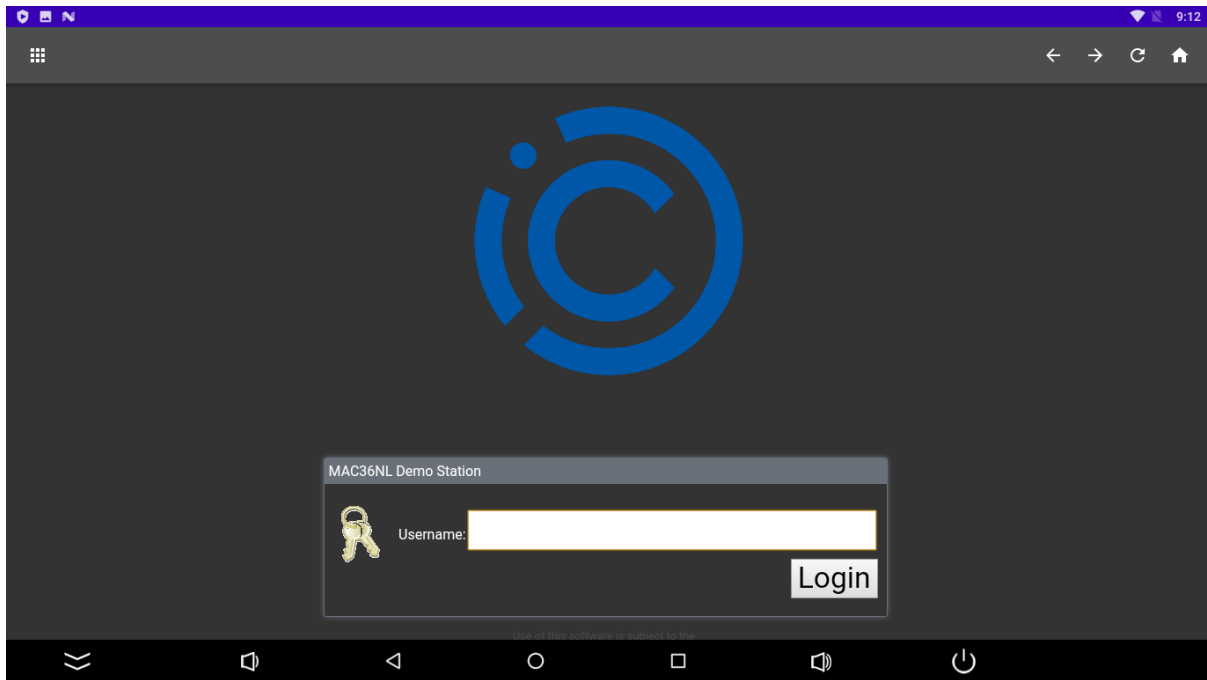 9:12
MAC36NL Demo Station
Username:
Login
Use of this software is subject to the